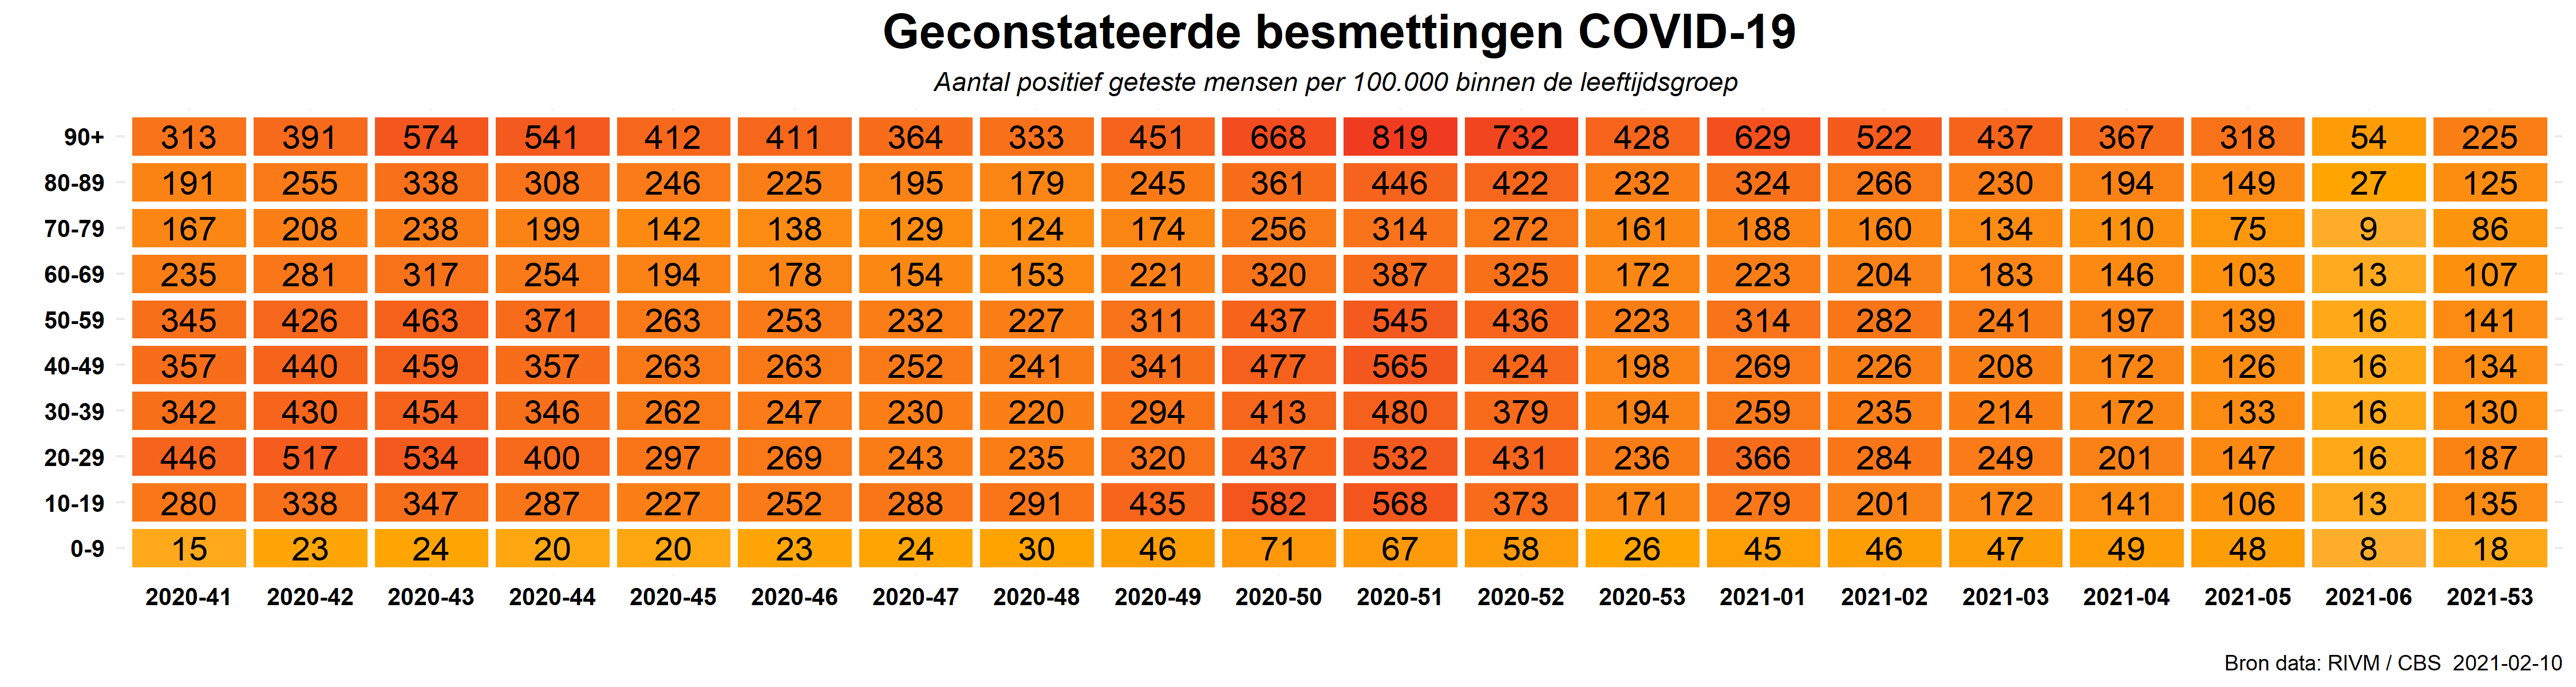 Geconstateerde besmettingen COVID-19
Aantal positief geteste mensen per 100.000 binnen de leeftijdsgroep
90+ 313 391 574 541 412 411 364 333 451 668 819 732 428 629 522 437 367 318 54 225
80-89 191 255 338 308 246 225 195 179 245 361 446 422 232 324 266 230 194 149 27 125
70-79 167 208 238 199 142 138 129 124 174 256 314 272 161 188 160 134 110 75 9 86
60-69 235 281 317 254 194 178 154 153 221 320 387 325 172 223 204 183 146 103 13 107
50-59 345 426 463 371 263 253 232 227 311 437 545 436 223 314 282 241 197 139 16 141
40-49 357 440 459 357 263 263 252 241 341 477 565 424 198 269 226 208 172 126 16 134
30-39 342 430 454 346 262 247 230 220 294 413 480 379 194 259 235 214 172 133 16 130
20-29 446 517 534 400 297 269 243 235 320 437 532 431 236 366 284 249 201 147 16 187
10-19 280 338 347 287 227 252 288 291 435 582 568 373 171 279 201 172 141 106 13 135
0-9 15 23 24 20 20 23 24 30 46 71 67 58 26 45 46 47 49 48 8 18
2020-41 2020-42 2020-43 2020-44 2020-45 2020-46 2020-47 2020-48 2020-49 2020-50 2020-51 2020-52 2020-53 2021-01 2021-02 2021-03 2021-04 2021-05 2021-06 2021-53
Bron data: RIVM / CBS 2021-02-10